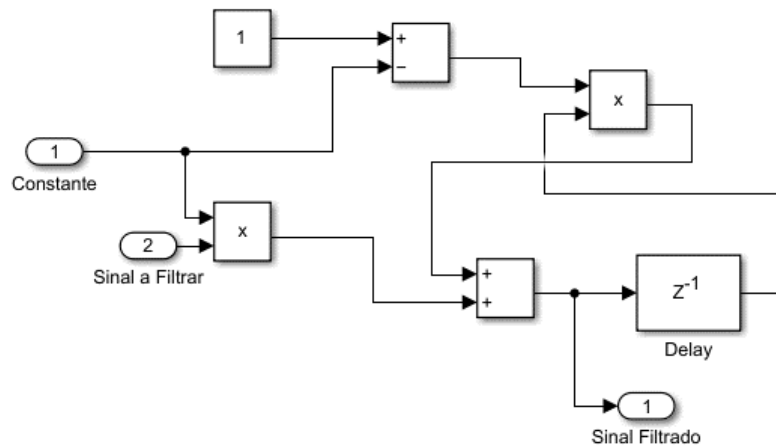 1
+
−
x
1
Constante
x
2
Sinal a Filtrar
+
+
Z-1
Delay
1
Sinal Filtrado